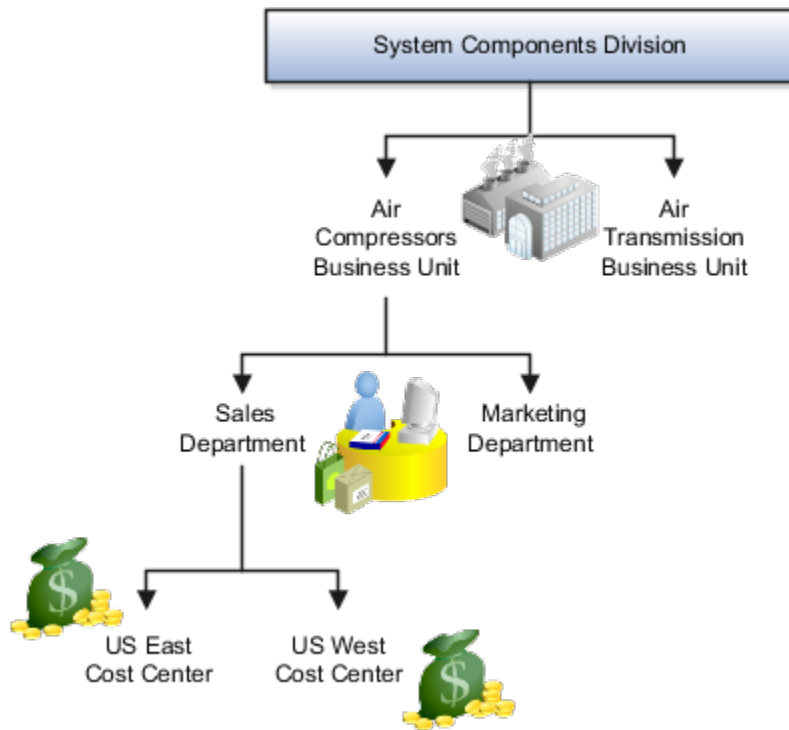 System Components Division
Air
Compressors
Business Unit
Air
Transmission
Business Unit
Sales
Department
Marketing
Department
$
US East
Cost Center
US West
Cost Center
$